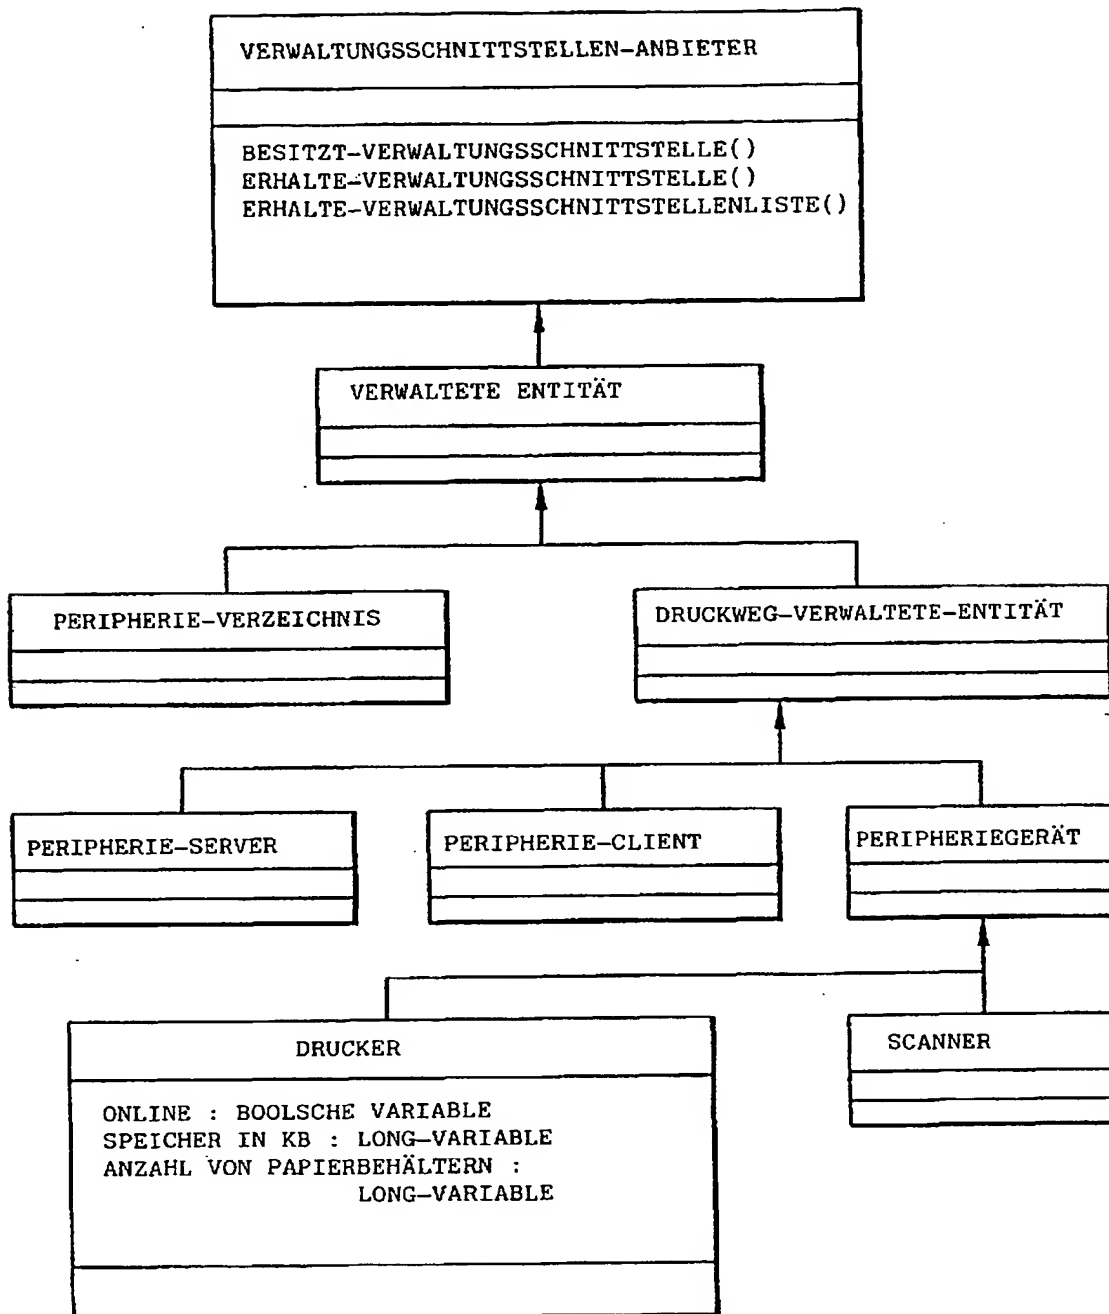 VERWALTUNGSSCHNITTSTELLEN-ANBIETER
BESITZT-VERWALTUNGSSCHNITTSTELLE()
ERHALTE-VERWALTUNGSSCHNITTSTELLE()
ERHALTE-VERWALTUNGSSCHNITTSTELLENLISTE()
VERWALTETE ENTITÄT
PERIPHERIE-VERZEICHNIS
DRUCKWEG-VERWALTETE-ENTITÄT
PERIPHERIE-SERVER
PERIPHERIE-CLIENT
PERIPHERIEGERÄT
DRUCKER
ONLINE : BOOLSCHE VARIABLE
SPEICHER IN KB : LONG-VARIABLE
ANZAHL VON PAPIERBEHÄLTERN :
LONG-VARIABLE
SCANNER